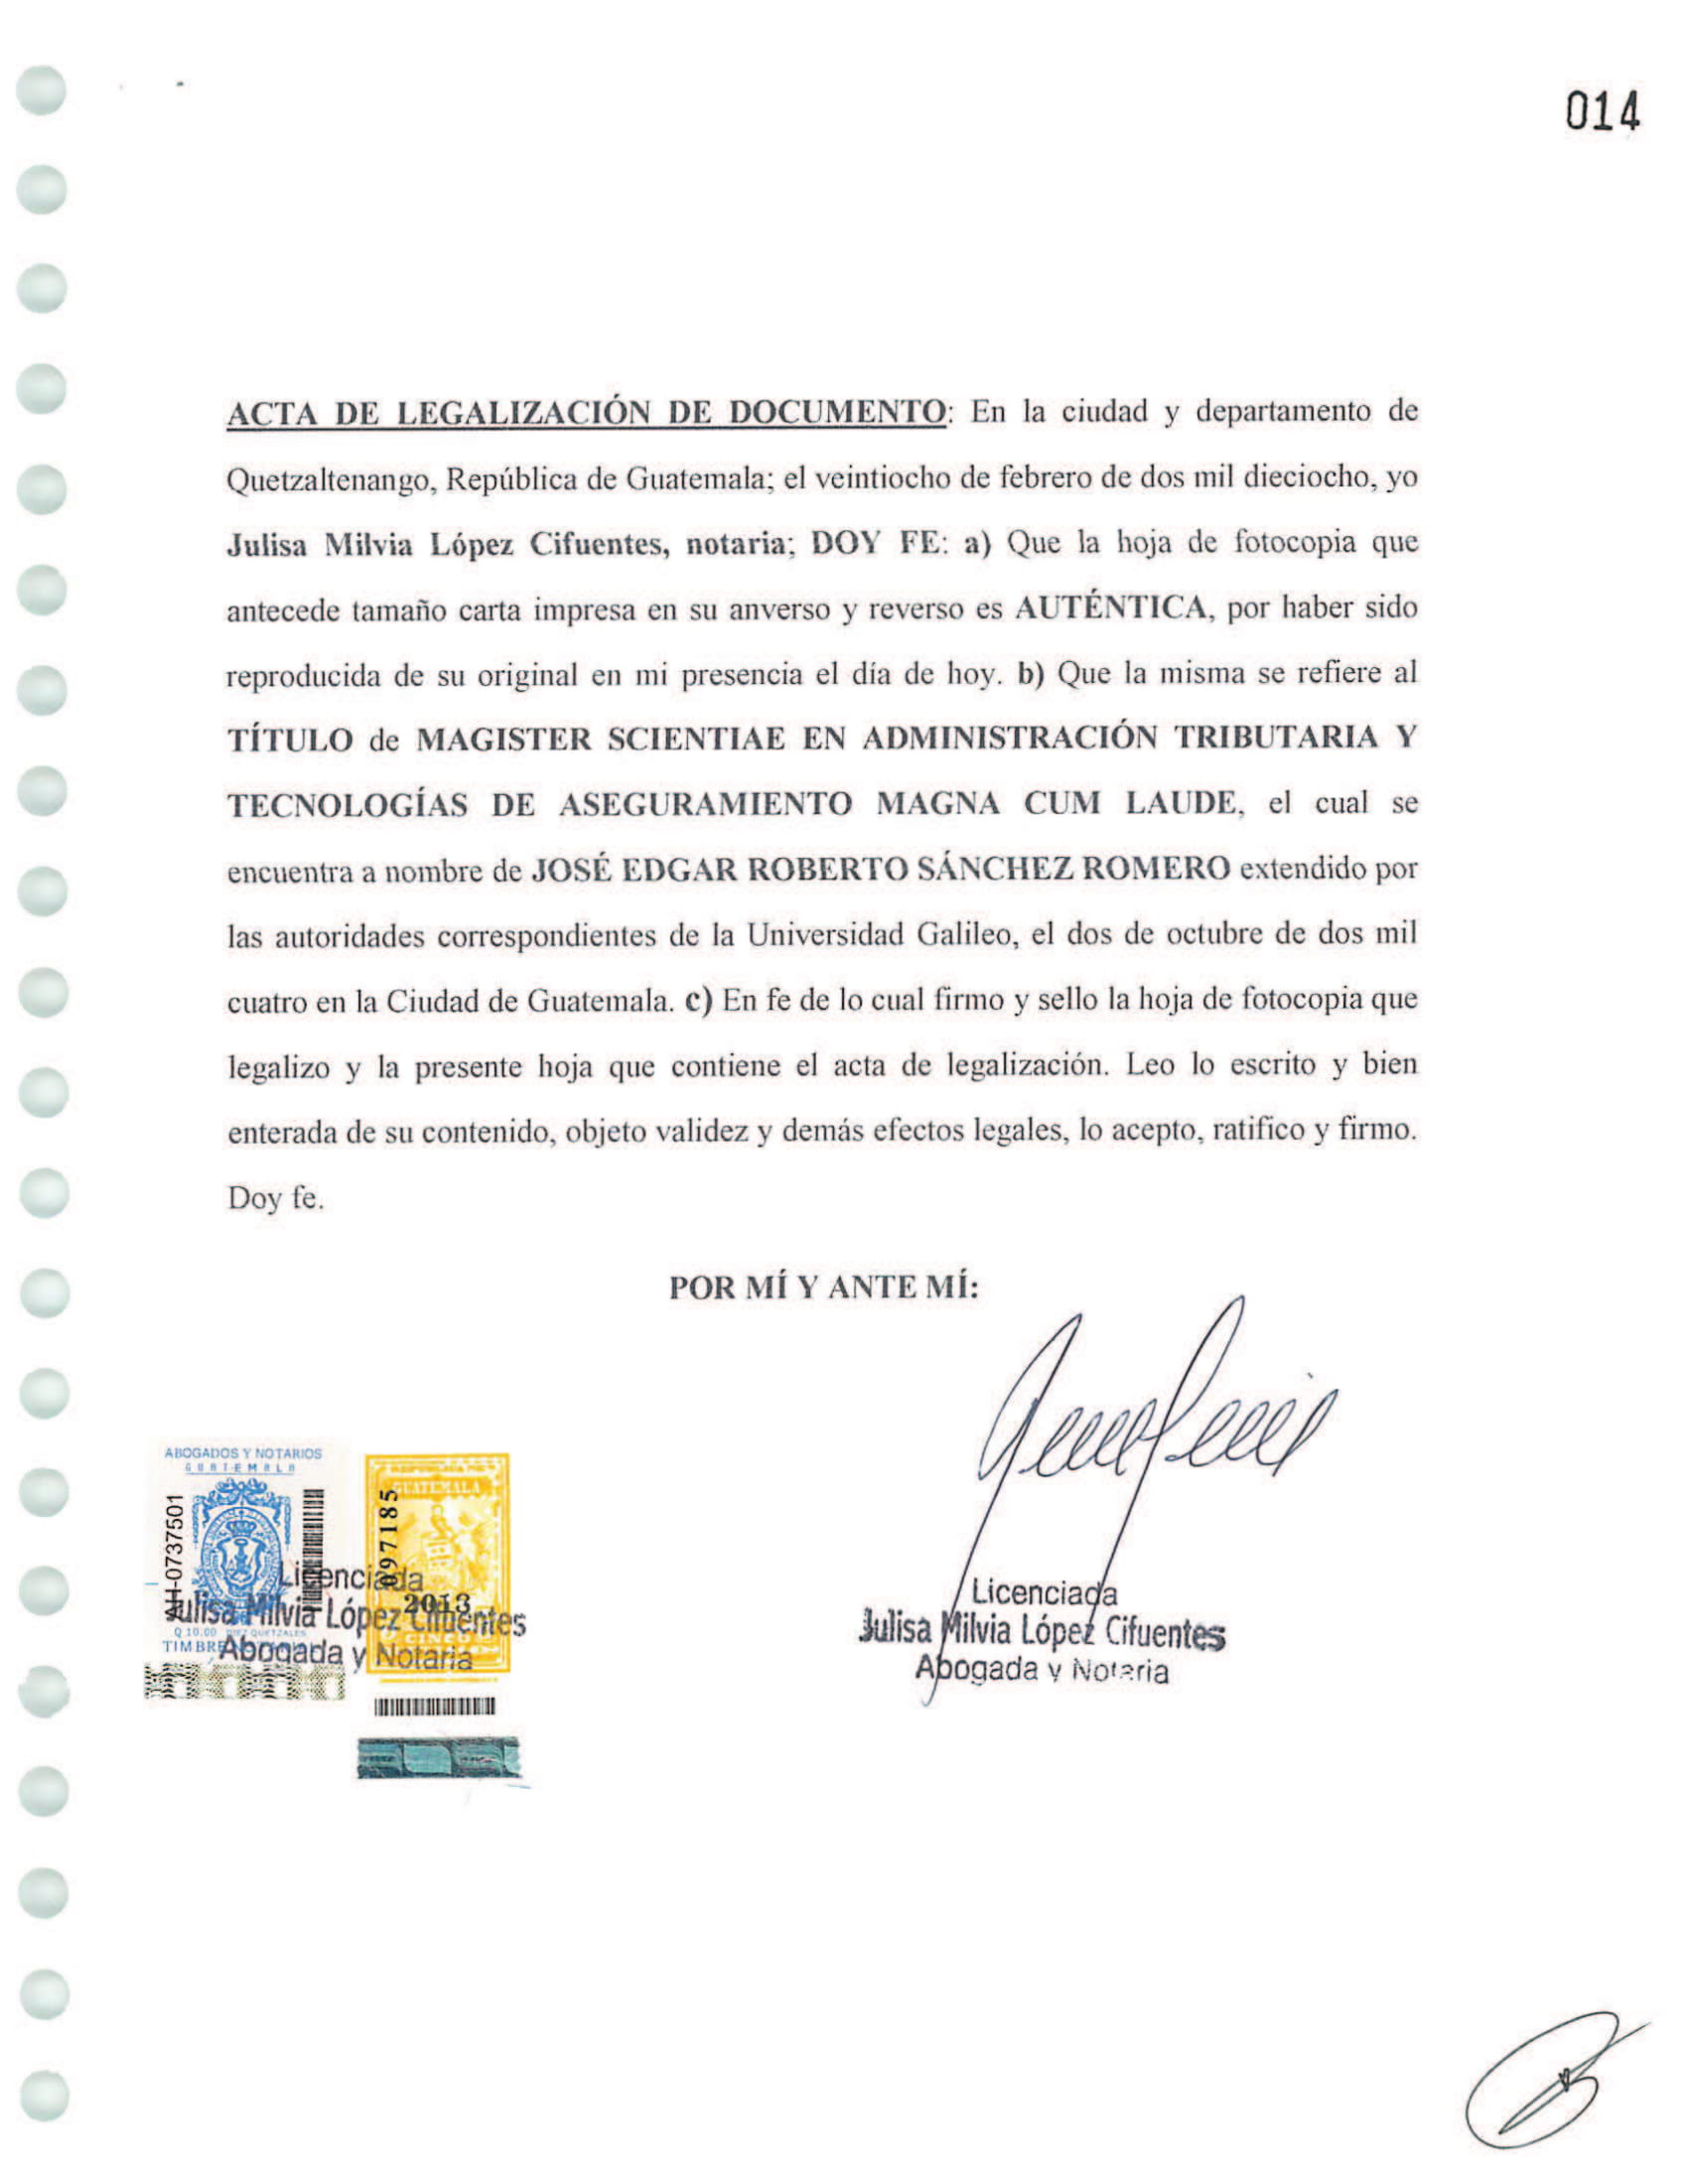 014
ACTA DE LEGALIZACIÓN DE DOCUMENTO: En la ciudad y departamento de
Quetzaltenango, República de Guatemala; el veintiocho de febrero de dos mil dieciocho, yo
Julisa Milvia López Cifuentes, notaria; DOY FE: a) Que la hoja de fotocopia que
antecede tamaño carta impresa en su anverso y reverso es AUTÉNTICA, por haber sido
reproducida de su original en mi presencia el día de hoy. b) Que la misma se refiere al
TÍTULO de MAGISTER SCIENTIAE EN ADMINISTRACIÓN TRIBUTARIA Y
TECNOLOGÍAS DE ASEGURAMIENTO MAGNA CUM LAUDE, el cual se
encuentra a nombre de JOSÉ EDGAR ROBERTO SÁNCHEZ ROMERO extendido por
las autoridades correspondientes de la Universidad Galileo, el dos de octubre de dos mil
cuatro en la Ciudad de Guatemala. c) En fe de lo cual firmo y sello la hoja de fotocopia que
legalizo y la presente hoja que contiene el acta de legalización. Leo lo escrito y bien
enterada de su contenido, objeto validez y demás efectos legales, lo acepto, ratifico y firmo.
Doy fe.
POR MÍ Y ANTE MÍ:
ABOGADOS Y NOTARIOS
GUATEMALA
AH-0737501
Q 10.00 DIEZ QUETZALES
TIMBRE
GUATEMALA
097185
2013
CINCO
Licenciada
Julisa Milvia López Cifuentes
Abogada y Notaria
Licenciada
Julisa Milvia López Cifuentes
Abogada y Notaria